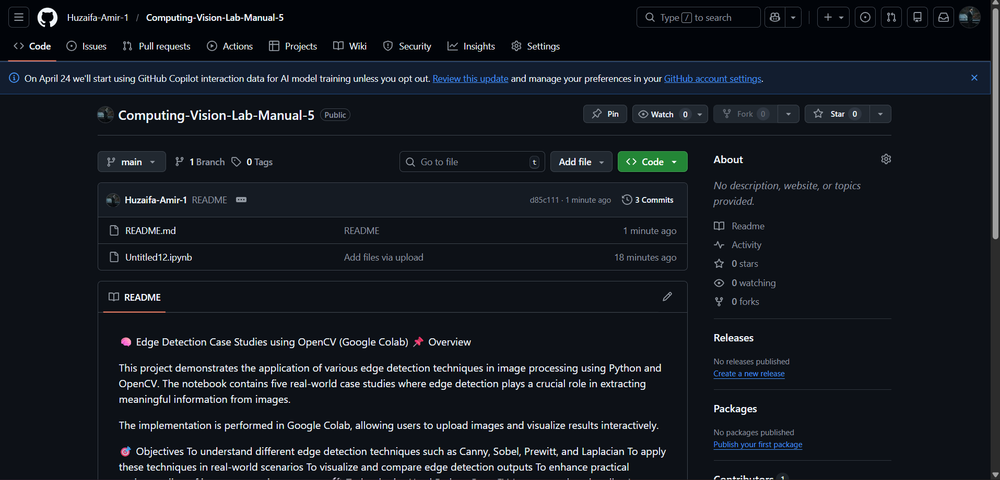 Huzaifa-Amir-1 / Computing-Vision-Lab-Manual-5
Type / to search
Code Issues Pull requests Actions Projects Wiki Security Insights Settings
On April 24 we'll start using GitHub Copilot interaction data for AI model training unless you opt out. Review this update and manage your preferences in your GitHub account settings.
Computing-Vision-Lab-Manual-5 Public
Pin Watch 0 Fork 0 Star 0
main 1 Branch 0 Tags
Go to file t Add file Code
Huzaifa-Amir-1 README
d85c111 · 1 minute ago 3 Commits
README.md README 1 minute ago
Untitled12.ipynb Add files via upload 18 minutes ago
README
🧠 Edge Detection Case Studies using OpenCV (Google Colab) 📌 Overview
This project demonstrates the application of various edge detection techniques in image processing using Python and
OpenCV. The notebook contains five real-world case studies where edge detection plays a crucial role in extracting
meaningful information from images.
The implementation is performed in Google Colab, allowing users to upload images and visualize results interactively.
🎯 Objectives To understand different edge detection techniques such as Canny, Sobel, Prewitt, and Laplacian To apply
these techniques in real-world scenarios To visualize and compare edge detection outputs To enhance practical
About
No description, website, or topics
provided.
Readme
Activity
0 stars
0 watching
0 forks
Releases
No releases published
Create a new release
Packages
No packages published
Publish your first package
Contributors 1